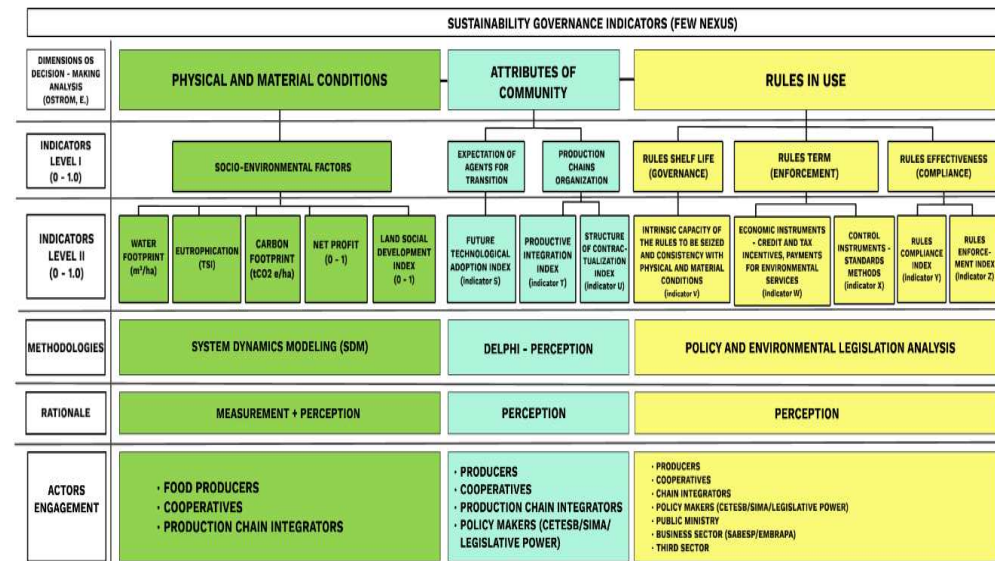 SUSTAINABILITY GOVERNANCE INDICATORS (FEW NEXUS)
DIMENSIONS OS
DECISION - MAKING
ANALYSIS
(OSTROM, E.)
PHYSICAL AND MATERIAL CONDITIONS
ATTRIBUTES OF
COMMUNITY
RULES IN USE
INDICATORS
LEVEL I
(0 - 1.0)
SOCIO-ENVIRONMENTAL FACTORS
EXPECTATION OF
AGENTS FOR
TRANSITION
PRODUCTION
CHAINS
ORGANIZATION
RULES SHELF LIFE
(GOVERNANCE)
RULES TERM
(ENFORCEMENT)
RULES EFFECTIVENESS
(COMPLIANCE)
INDICATORS
LEVEL II
(0 - 1.0)
WATER
FOOTPRINT
(m³/ha)
EUTROPHICATION
(TSI)
CARBON
FOOTPRINT
(tCO2 e/ha)
NET PROFIT
(0 - 1)
LAND SOCIAL
DEVELOPMENT
INDEX
(0 - 1)
FUTURE
TECHNOLOGICAL
ADOPTION INDEX
(indicator S)
PRODUCTIVE
INTEGRATION
INDEX
(indicator T)
STRUCTURE
OF CONTRAC-
TUALIZATION
INDEX
(indicator U)
INTRINSIC CAPACITY OF
THE RULES TO BE SEIZED
AND CONSISTENCY WITH
PHYSICAL AND MATERIAL
CONDITIONS
(indicator V)
ECONOMIC INSTRUMENTS
- CREDIT AND TAX
INCENTIVES, PAYMENTS
FOR ENVIRONMENTAL
SERVICES
(indicator W)
CONTROL
INSTRUMENTS -
STANDARDS
METHODS
(indicator X)
RULES
COMPLIANCE
INDEX
(indicator Y)
RULES
ENFORCE-
MENT INDEX
(indicator Z)
METHODOLOGIES
SYSTEM DYNAMICS MODELING (SDM)
DELPHI - PERCEPTION
POLICY AND ENVIRONMENTAL LEGISLATION ANALYSIS
RATIONALE
MEASUREMENT + PERCEPTION
PERCEPTION
PERCEPTION
ACTORS
ENGAGEMENT
· FOOD PRODUCERS
· COOPERATIVES
· PRODUCTION CHAIN INTEGRATORS
· PRODUCERS
· COOPERATIVES
· PRODUCTION CHAIN INTEGRATORS
· POLICY MAKERS (CETESB/SIMA/
LEGISLATIVE POWER)
· PRODUCERS
· COOPERATIVES
· CHAIN INTEGRATORS
· POLICY MAKERS (CETESB/SIMA/LEGISLATIVE POWER)
· PUBLIC MINISTRY
· BUSINESS SECTOR (SABESP/EMBRAPA)
· THIRD SECTOR